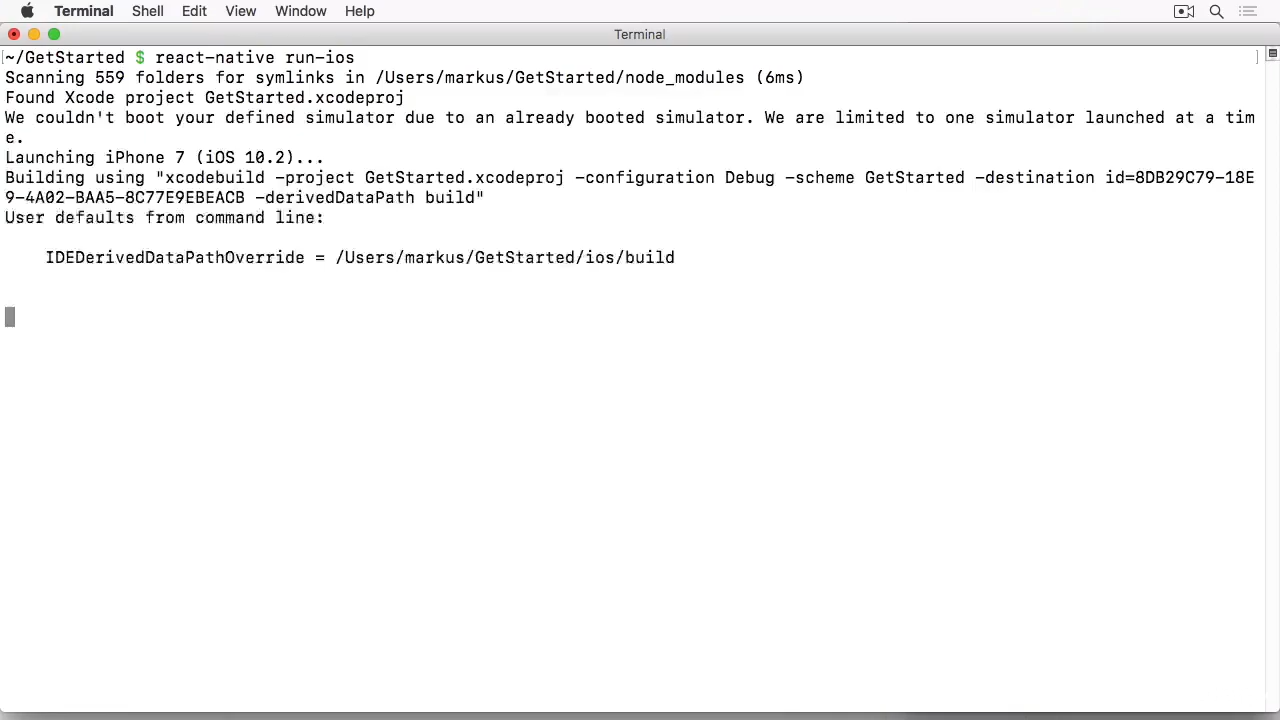 Terminal Shell Edit View Window Help
Terminal
~/GetStarted $ react-native run-ios
Scanning 559 folders for symlinks in /Users/markus/GetStarted/node_modules (6ms)
Found Xcode project GetStarted.xcodeproj
We couldn't boot your defined simulator due to an already booted simulator. We are limited to one simulator launched at a tim
e.
Launching iPhone 7 (iOS 10.2)...
Building using "xcodebuild -project GetStarted.xcodeproj -configuration Debug -scheme GetStarted -destination id=8DB29C79-18E
9-4A02-BAA5-8C77E9EBEACB -derivedDataPath build"
User defaults from command line:
IDEDerivedDataPathOverride = /Users/markus/GetStarted/ios/build